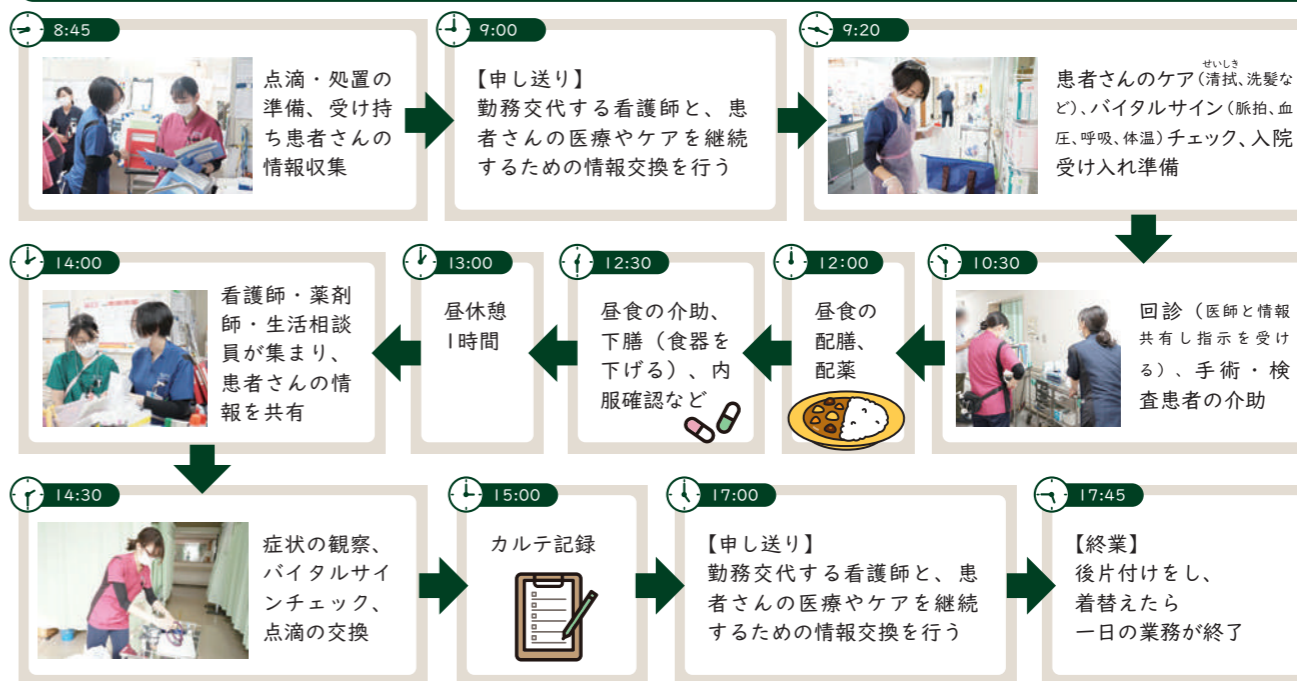 8:45
点滴・処置の
準備、受け持
ち患者さんの
情報収集
9:00
【申し送り】
勤務交代する看護師と、患
者さんの医療やケアを継続
するための情報交換を行う
9:20
せいしき
患者さんのケア(清拭、洗髪な
ど)、バイタルサイン(脈拍、血
圧、呼吸、体温)チェック、入院
受け入れ準備
10:30
回診(医師と情報
共有し指示を受け
る)、手術・検
査患者の介助
12:00
昼食の
配膳、
配薬
12:30
昼食の介助、
下膳(食器を
下げる)、内
服確認など
13:00
昼休憩
1時間
14:00
看護師・薬剤
師・生活相談
員が集まり、
患者さんの情
報を共有
14:30
症状の観察、
バイタルサイ
ンチェック、
点滴の交換
15:00
カルテ記録
17:00
【申し送り】
勤務交代する看護師と、患
者さんの医療やケアを継続
するための情報交換を行う
17:45
【終業】
後片付けをし、
着替えたら
一日の業務が終了